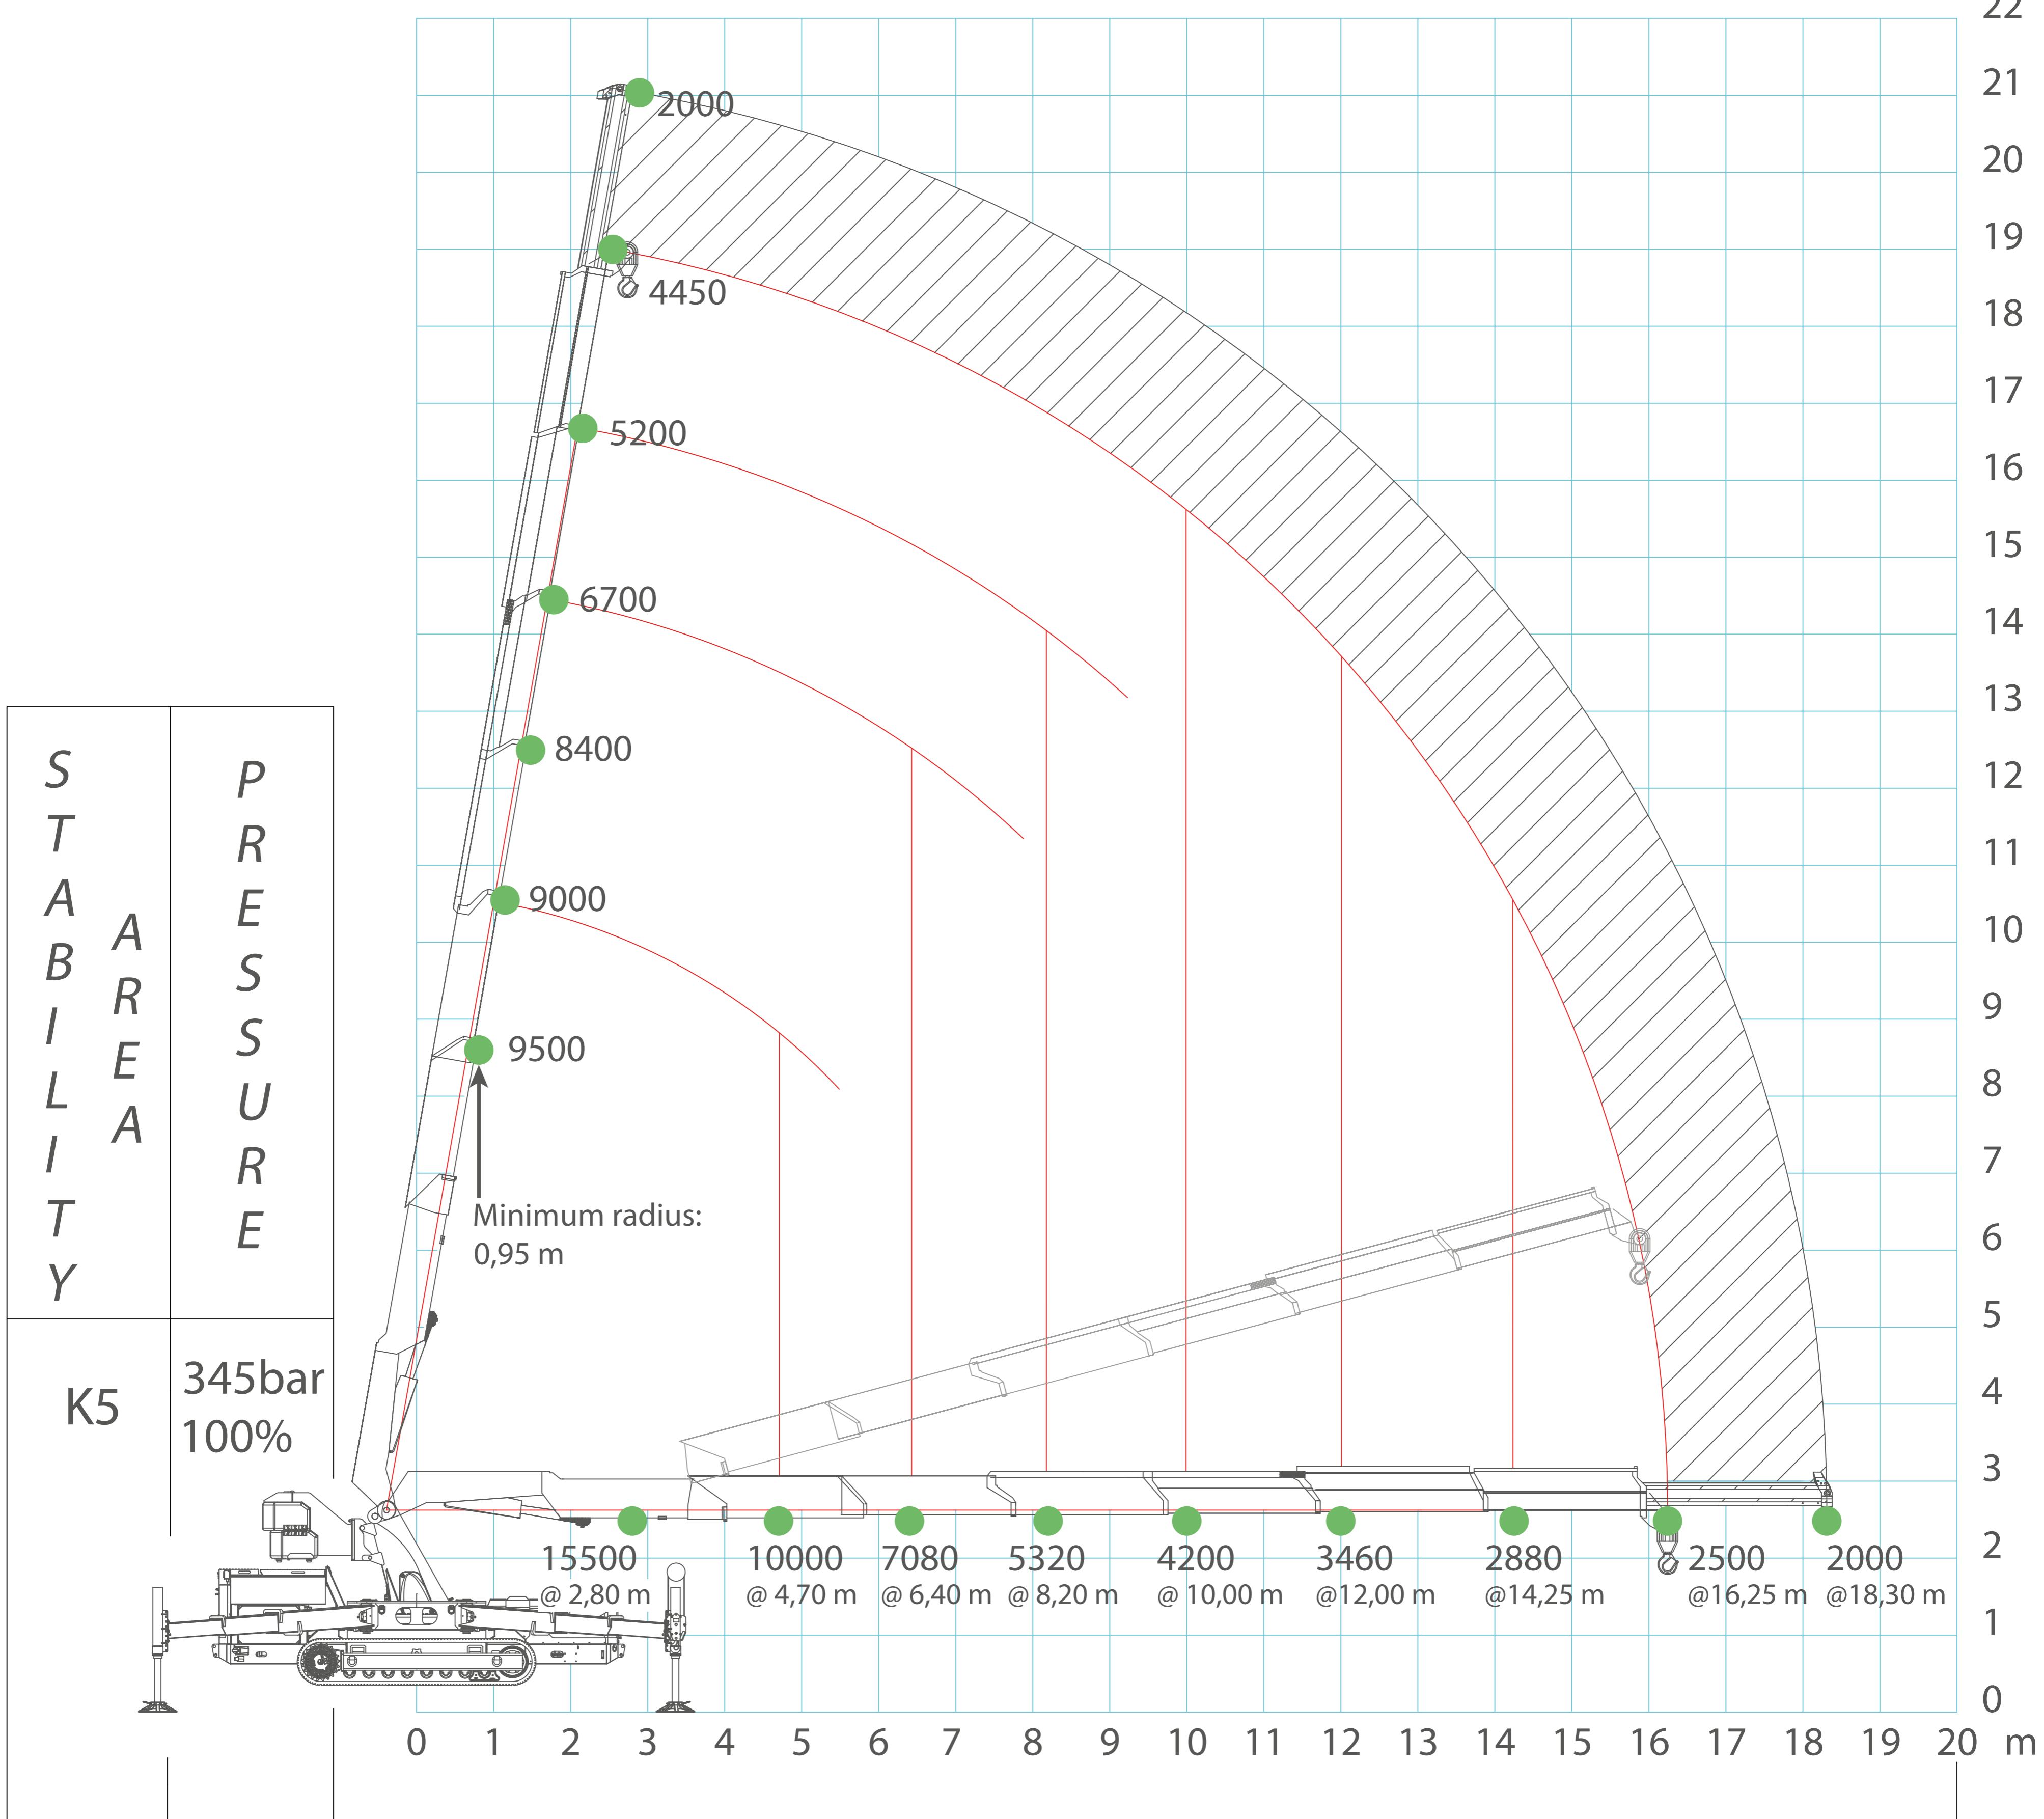 22
21
20
19
18
17
16
15
14
13
12
11
10
9
8
7
6
5
4
3
2
1
0
2000
4450
5200
6700
8400
9000
9500
Minimum radius:
0,95 m
STABILITY
AREA
PRESSURE
K5
345bar
100%
15500
@ 2,80 m
10000
@ 4,70 m
7080
@ 6,40 m
5320
@ 8,20 m
4200
@ 10,00 m
3460
@12,00 m
2880
@14,25 m
2500
@16,25 m
2000
@18,30 m
0 1 2 3 4 5 6 7 8 9 10 11 12 13 14 15 16 17 18 19 20 m